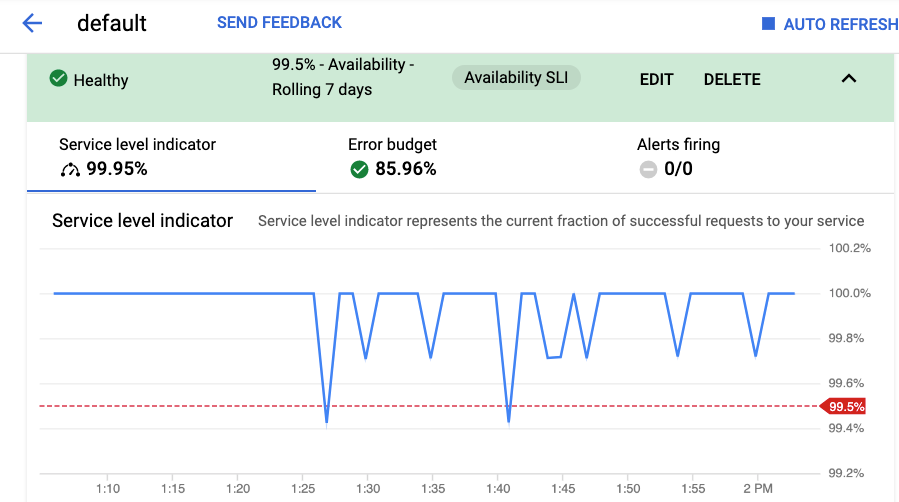 default
SEND FEEDBACK
AUTO REFRESH
Healthy
99.5% - Availability -
Rolling 7 days
Availability SLI
EDIT
DELETE
Service level indicator
99.95%
Error budget
85.96%
Alerts firing
0/0
Service level indicator
Service level indicator represents the current fraction of successful requests to your service
100.2%
100.0%
99.8%
99.6%
99.5%
99.4%
99.2%
1:10
1:15
1:20
1:25
1:30
1:35
1:40
1:45
1:50
1:55
2 PM